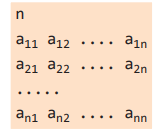 n
a11 a12 .... a1n
a21 a22 .... a2n
.....
an1 an2 .... ann